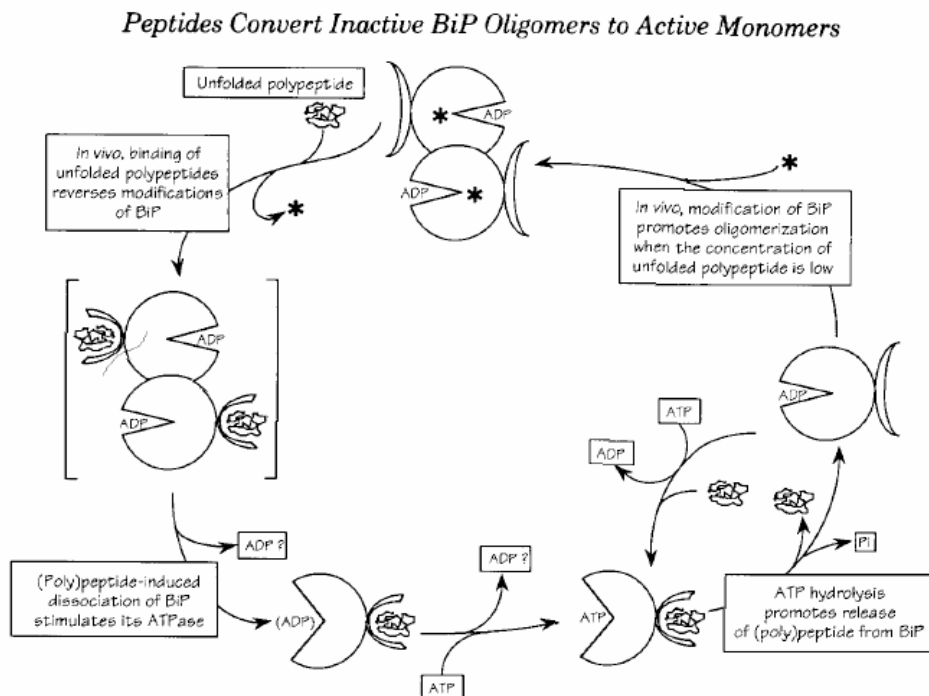 Peptides Convert Inactive BiP Oligomers to Active Monomers
Unfolded polypeptide
ADP
ADP
In vivo, binding of
unfolded polypeptides
reverses modifications
of BiP
*
*
*
*
In vivo, modification of BiP
promotes oligomerization
when the concentration of
unfolded polypeptide is low
ADP
ADP
ADP
ATP
ADP
ADP ?
(Poly)peptide-induced
dissociation of BiP
stimulates its ATPase
(ADP)
ADP ?
ATP
ATP
Pi
ATP hydrolysis
promotes release
of (poly)peptide from BiP